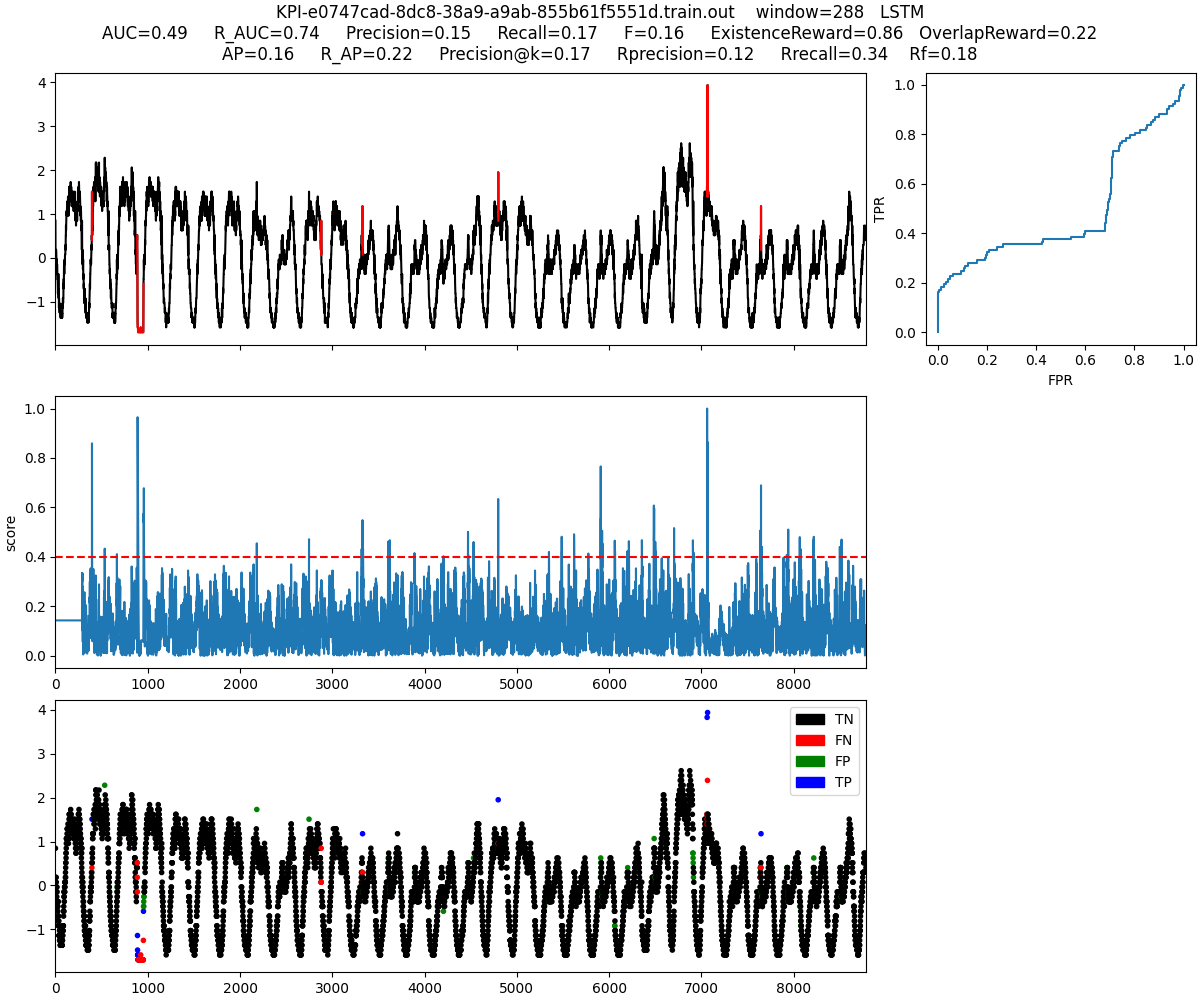 KPI-e0747cad-8dc8-38a9-a9ab-855b61f5551d.train.out window=288 LSTM
AUC=0.49 R_AUC=0.74 Precision=0.15 Recall=0.17 F=0.16 ExistenceReward=0.86 OverlapReward=0.22
AP=0.16 R_AP=0.22 Precision@k=0.17 Rprecision=0.12 Rrecall=0.34 Rf=0.18
4
3
2
1
0
−1
0 1000 2000 3000 4000 5000 6000 7000 8000
1.0
0.8
0.6
0.4
0.2
0.0
TPR
0.0 0.2 0.4 0.6 0.8 1.0
FPR
1.0
0.8
0.6
0.4
0.2
0.0
score
4
3
2
1
0
−1
0 1000 2000 3000 4000 5000 6000 7000 8000
TN
FN
FP
TP